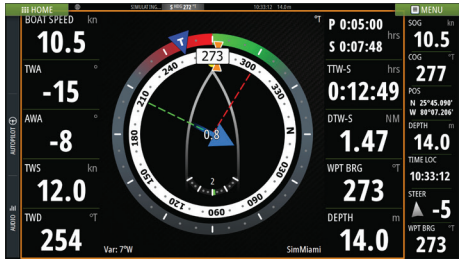 HOME
SIMULATING...
HDG 272°T
10:33:12 14.0m
MENU
BOAT SPEED kn
10.5
TWA °
-15
AWA °
-8
TWS kn
12.0
TWD °T
254
AUTOPILOT
AUDIO
°T
T
273
210
240
300
330
N
030
060
090
120
150
180
0.8
2
Var: 7°W
SimMiami
P 0:05:00
hrs
S 0:07:48
TTW-S hrs
0:12:49
DTW-S NM
1.47
WPT BRG °T
273
DEPTH m
14.0
SOG kn
10.5
COG °T
277
POS
N 25°45.090'
W 80°07.206'
DEPTH m
14.0
TIME LOC
10:33:12
STEER °
-5
WPT BRG °T
273